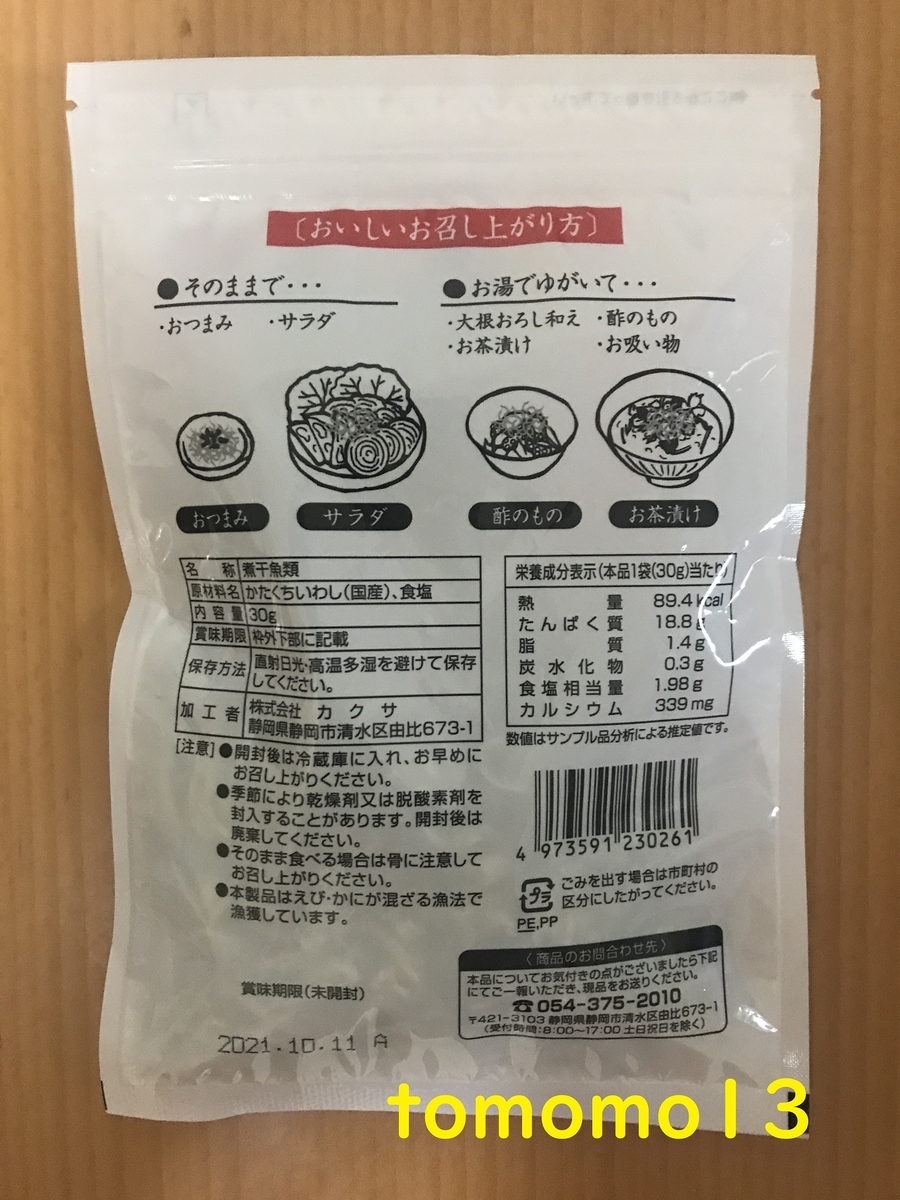 〔おいしいお召し上がり方〕
●そのままで・・・
・おつまみ ・サラダ
●お湯でゆがいて・・・
・大根おろし和え ・酢のもの
・お茶漬け ・お吸い物
おつまみ サラダ 酢のもの お茶漬け
名称 煮干魚類
原材料名 かたくちいわし(国産)、食塩
内容量 30g
賞味期限 枠外下部に記載
保存方法 直射日光・高温多湿を避けて保存
してください。
加工者 株式会社 カクサ
静岡県静岡市清水区由比673-1
[注意]●開封後は冷蔵庫に入れ、お早めに
お召し上がりください。
●季節により乾燥剤又は脱酸素剤を
封入することがあります。開封後は
廃棄してください。
●そのまま食べる場合は骨に注意して
お召し上がりください。
●本製品はえび・かにが混ざる漁法で
漁獲しています。
賞味期限(未開封)
2021.10.11 A
栄養成分表示(本品1袋(30g)当たり)
熱量 89.4kcal
たんぱく質 18.8g
脂質 1.4g
炭水化物 0.3g
食塩相当量 1.98g
カルシウム 339mg
数値はサンプル品分析による推定値です。
4 973591 230261
プラ
PE,PP
ごみを出す場合は市町村の
区分にしたがってください。
〈商品のお問合わせ先〉
本品についてお気付きの点がございましたら下記
にてご一報いただき、現品をお送りください。
☎054-375-2010
〒421-3103 静岡県静岡市清水区由比673-1
(受付時間:8:00〜17:00 土日祝日を除く)
tomomo13